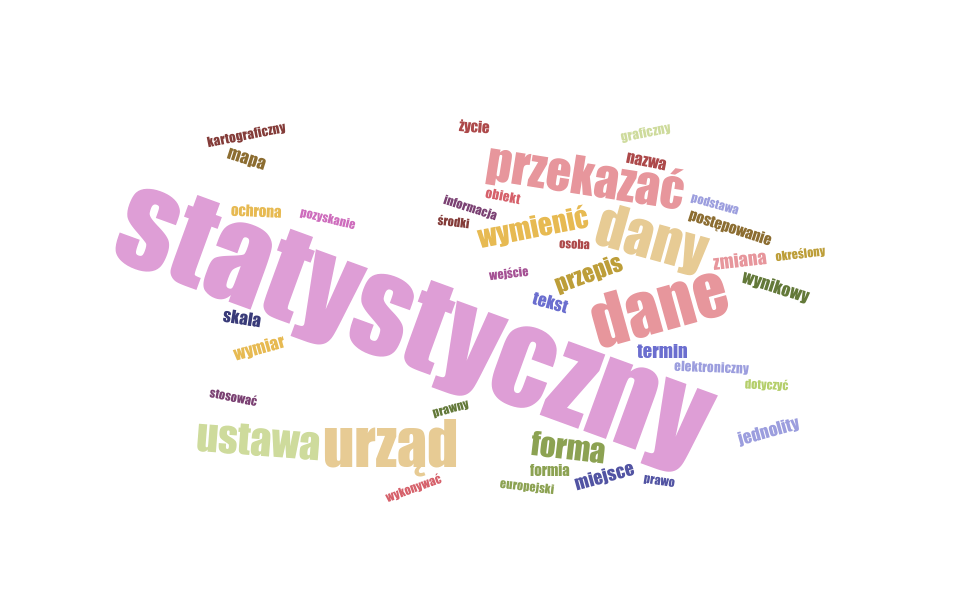 kartograficzny
mapa
życie
graficzny
nazwa
przekazać
obiekt
podstawa
informacja
środki
ochrona
pozyskanie
wymienić
dany
postępowanie
osoba
zmiana
określony
statystyczny
wejście
przepis
wynikowy
tekst
dane
skala
wymiar
termin
elektroniczny
dotyczyć
stosować
prawny
ustawa
urząd
forma
jednolity
formia
miejsce
prawo
europejski
wykonywać